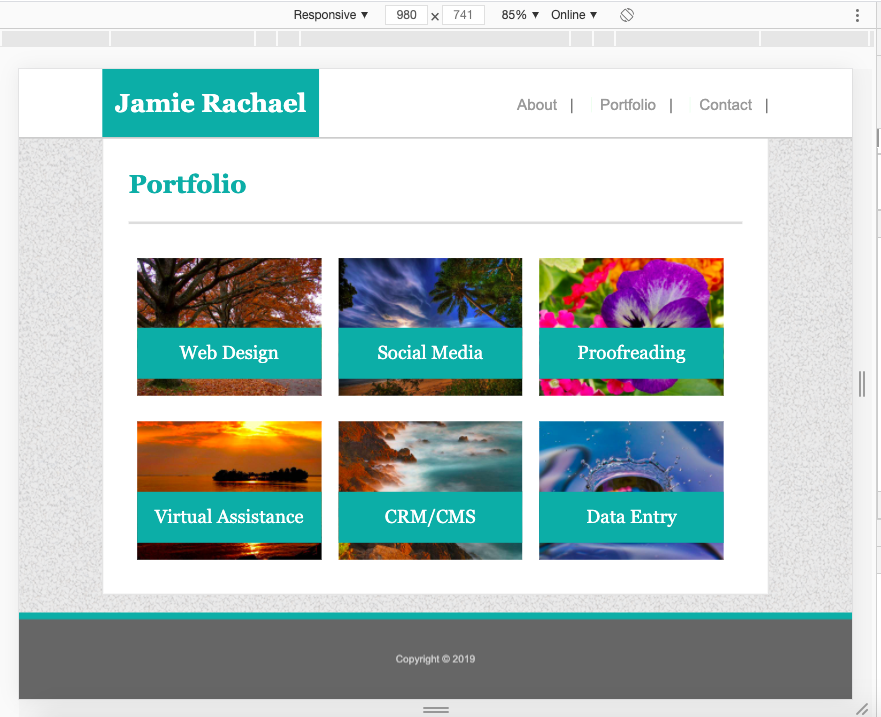 Responsive ▼ 980 × 741 85% ▼ Online ▼
Jamie Rachael
About | Portfolio | Contact |
Portfolio
Web Design Social Media Proofreading
Virtual Assistance CRM/CMS Data Entry
Copyright © 2019